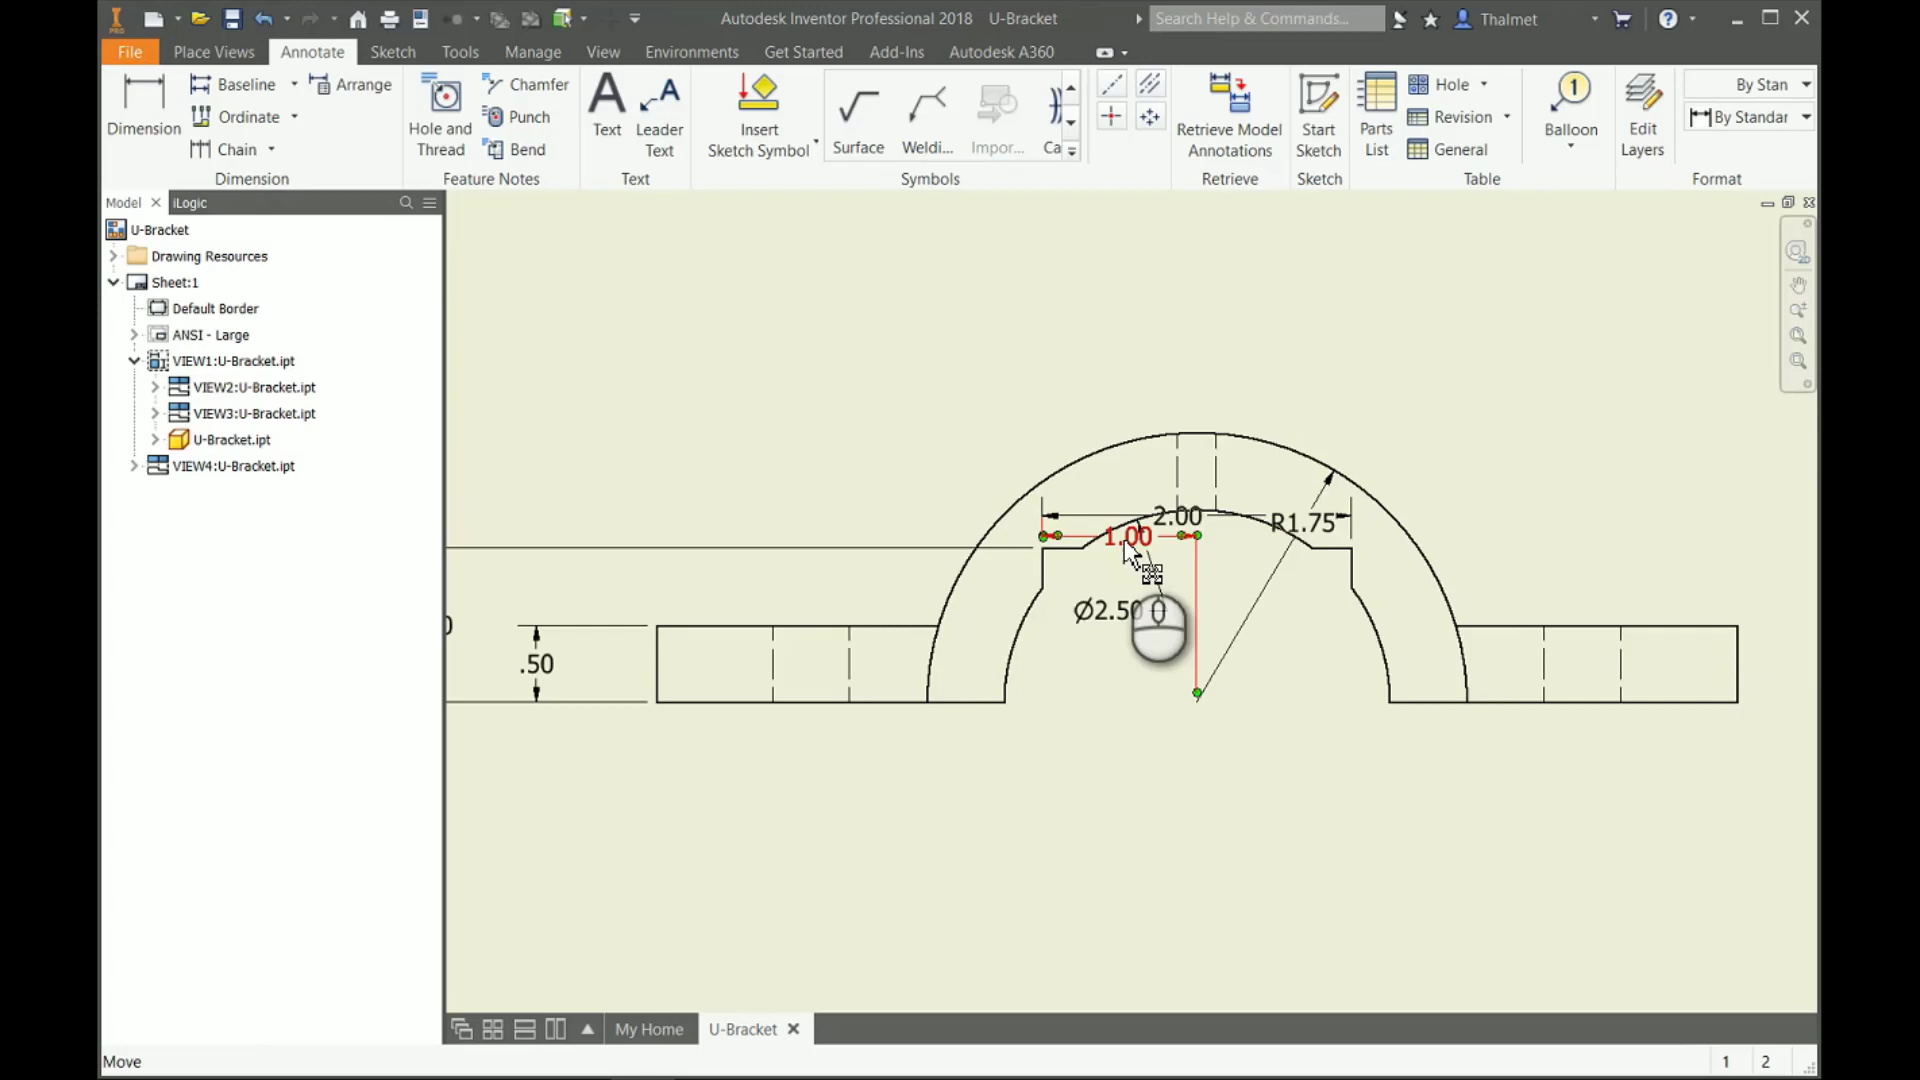 PRO
Autodesk Inventor Professional 2018 U-Bracket
Search Help & Commands...
Thalmet
File Place Views Annotate Sketch Tools Manage View Environments Get Started Add-Ins Autodesk A360
Dimension
Baseline
Ordinate
Chain
Arrange
Dimension
Hole and
Thread
Chamfer
Punch
Bend
Feature Notes
Text
Leader
Text
Text
Insert
Sketch Symbol
Surface Weldi... Impor... Ca
Symbols
Retrieve Model
Annotations
Retrieve
Start
Sketch
Sketch
Parts
List
Hole
Revision
General
Table
1
Balloon
Edit
Layers
By Stan
By Standar
Format
Model iLogic
U-Bracket
Drawing Resources
Sheet:1
Default Border
ANSI - Large
VIEW1:U-Bracket.ipt
VIEW2:U-Bracket.ipt
VIEW3:U-Bracket.ipt
U-Bracket.ipt
VIEW4:U-Bracket.ipt
2.00
R1.75
1.00
Ø2.50
.50
My Home U-Bracket
Move
1 2